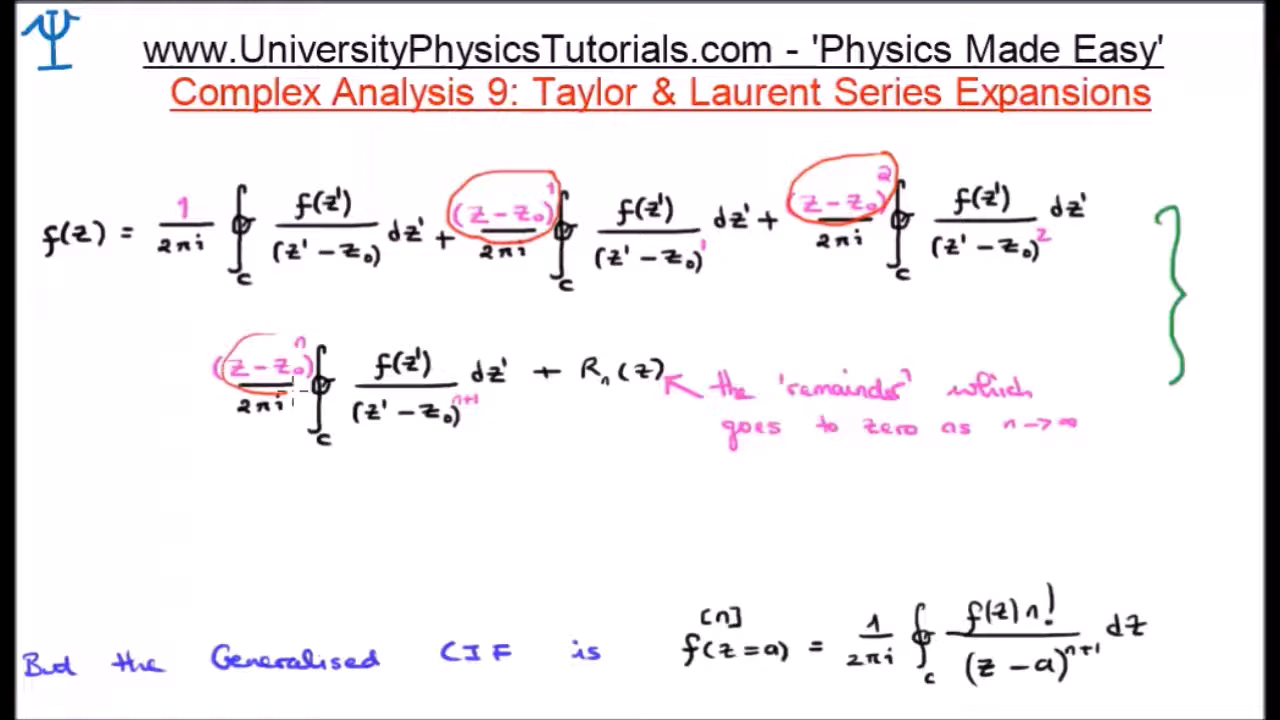 www.UniversityPhysicsTutorials.com - 'Physics Made Easy'
Complex Analysis 9: Taylor & Laurent Series Expansions
f(z) = 1/2πi ∮_C f(z')/(z' − z₀) dz' + (z − z₀)^1/2πi ∮_C f(z')/(z' − z₀)^1 dz' + (z − z₀)^2/2πi ∮_C f(z')/(z' − z₀)^2 dz'
(z − z₀)^n/2πi ∮_C f(z')/(z' − z₀)^{n+1} dz' + R_n(z)
the 'remainder' which
goes to zero as n → ∞
But the Generalised CIF is f^{[n]}(z = a) = 1/2πi ∮_C f(z) n!/(z − a)^{n+1} dz